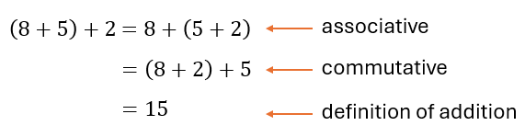 (8 + 5) + 2 = 8 + (5 + 2) associative
= (8 + 2) + 5 commutative
= 15 definition of addition